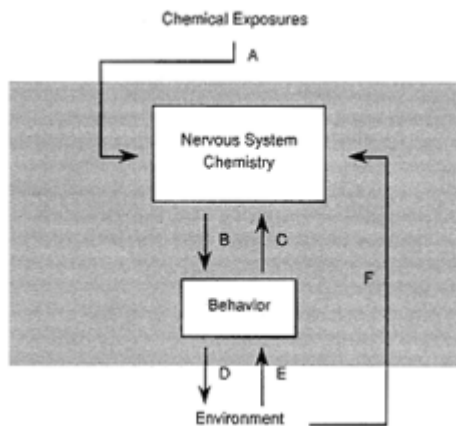 Chemical Exposures
A
Nervous System
Chemistry
B
C
F
Behavior
D
E
Environment